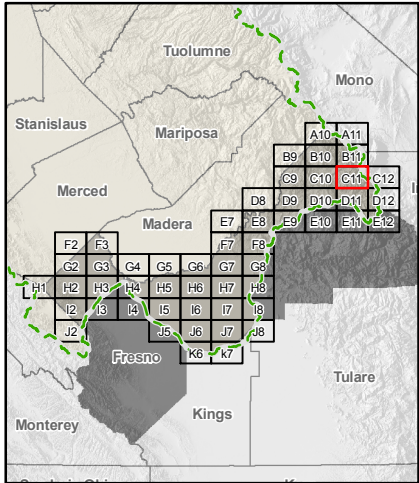 Tuolumne
Mono
Stanislaus
Mariposa
A10 A11
B9 B10 B11
Merced
C9 C10 C11 C12
Madera
D8 D9 D10 D11 D12
E7 E8 E9 E10 E11 E12
F2 F3 F7 F8
G2 G3 G4 G5 G6 G7 G8
H1 H2 H3 H4 H5 H6 H7 H8
I2 I3 I4 I5 I6 I7 I8
J2 J5 J6 J7 J8
Fresno
K6 k7
Tulare
Kings
Monterey